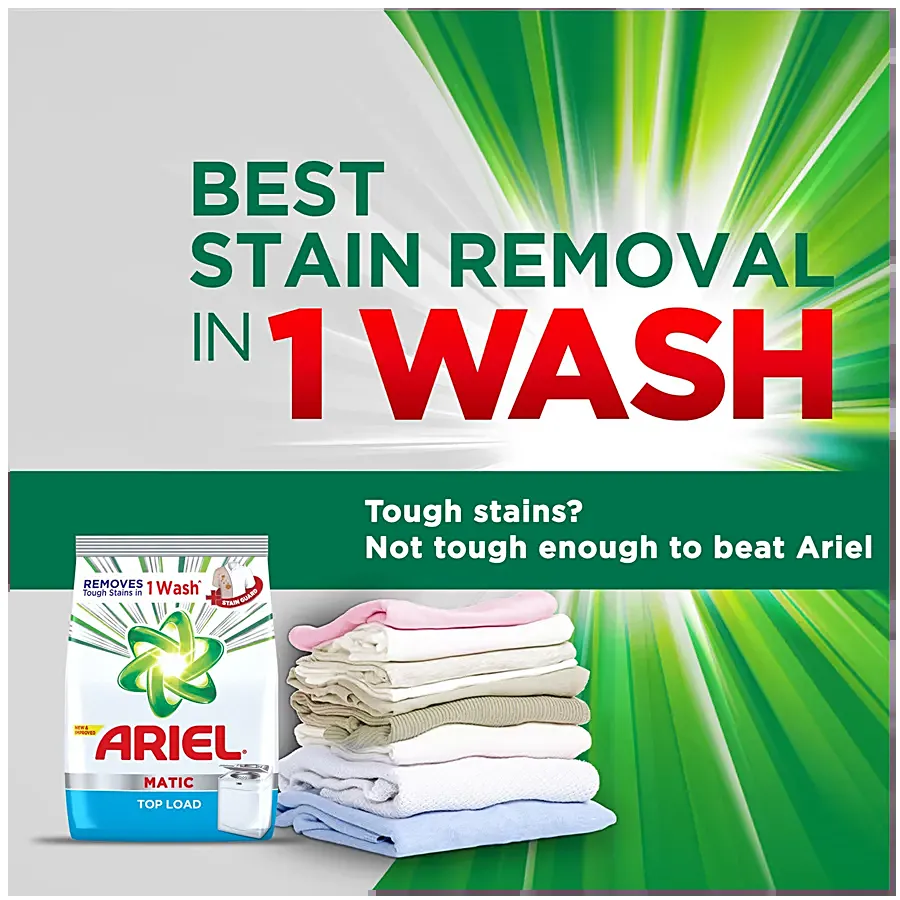 BEST
STAIN REMOVAL
IN 1 WASH
Tough stains?
Not tough enough to beat Ariel
REMOVES
Tough Stains in 1 Wash^
STAIN GUARD
NEW &
IMPROVED
ARIEL
MATIC
TOP LOAD